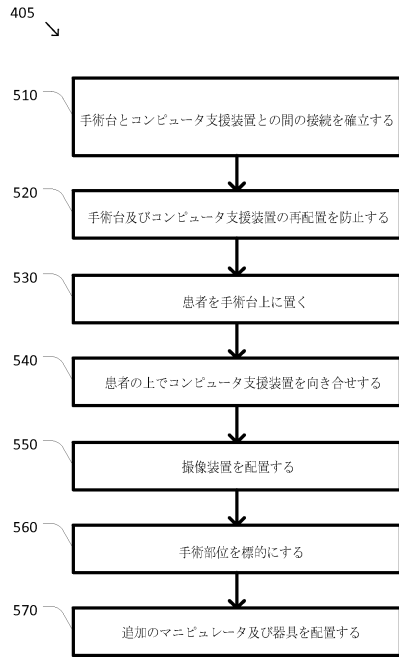 405
510
手術台とコンピュータ支援装置との間の接続を確立する
520
手術台及びコンピュータ支援装置の再配置を防止する
530
患者を手術台上に置く
540
患者の上でコンピュータ支援装置を向き合せする
550
撮像装置を配置する
560
手術部位を標的にする
570
追加のマニピュレータ及び器具を配置する